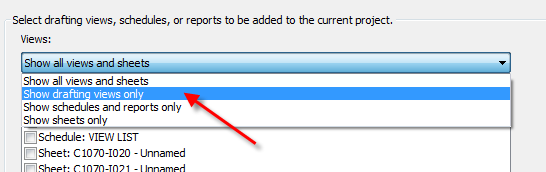 Select drafting views, schedules, or reports to be added to the current project.
Views:
Show all views and sheets
Show all views and sheets
Show drafting views only
Show schedules and reports only
Show sheets only
Schedule: VIEW LIST
Sheet: C1070-I020 - Unnamed
Sheet: C1070-I021 - Unnamed